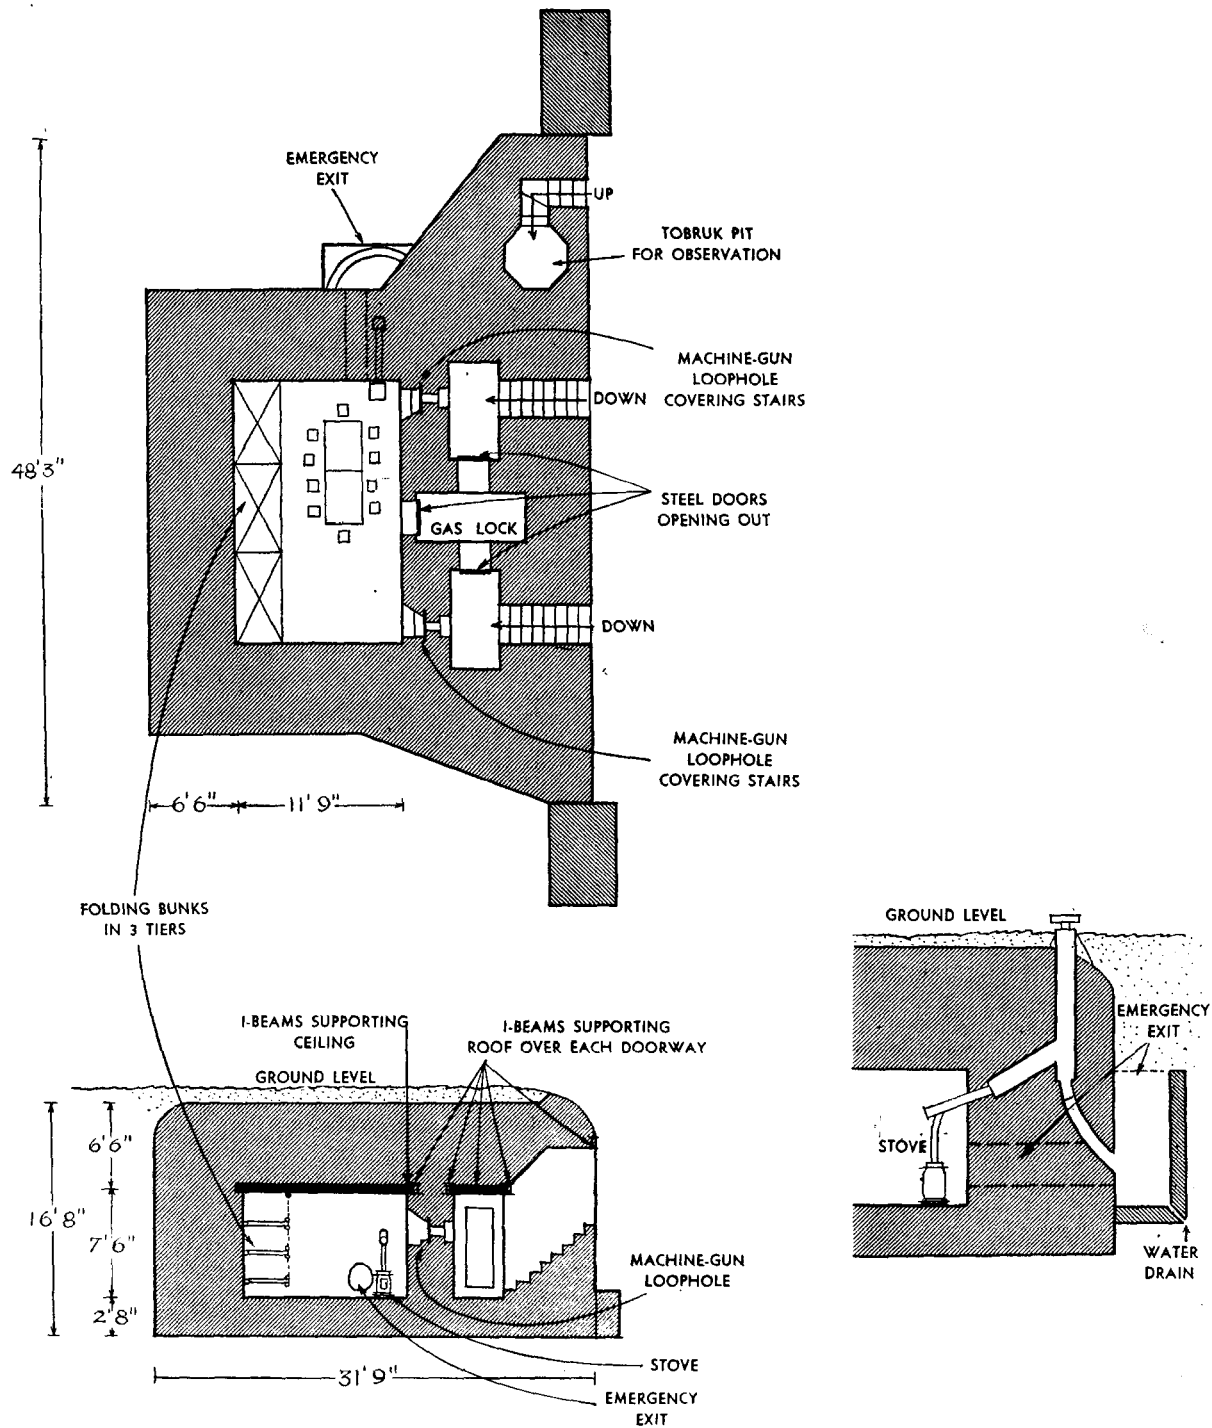 EMERGENCY
EXIT
UP
TOBRUK PIT
FOR OBSERVATION
MACHINE-GUN
LOOPHOLE
COVERING STAIRS
DOWN
48'3"
STEEL DOORS
OPENING OUT
GAS LOCK
DOWN
MACHINE-GUN
LOOPHOLE
COVERING STAIRS
6'6"
11'9"
FOLDING BUNKS
IN 3 TIERS
I-BEAMS SUPPORTING
CEILING
I-BEAMS SUPPORTING
ROOF OVER EACH DOORWAY
GROUND LEVEL
6'6"
16'8"
7'6"
2'8"
MACHINE-GUN
LOOPHOLE
STOVE
31'9"
EMERGENCY
EXIT
GROUND LEVEL
EMERGENCY
EXIT
STOVE
WATER
DRAIN